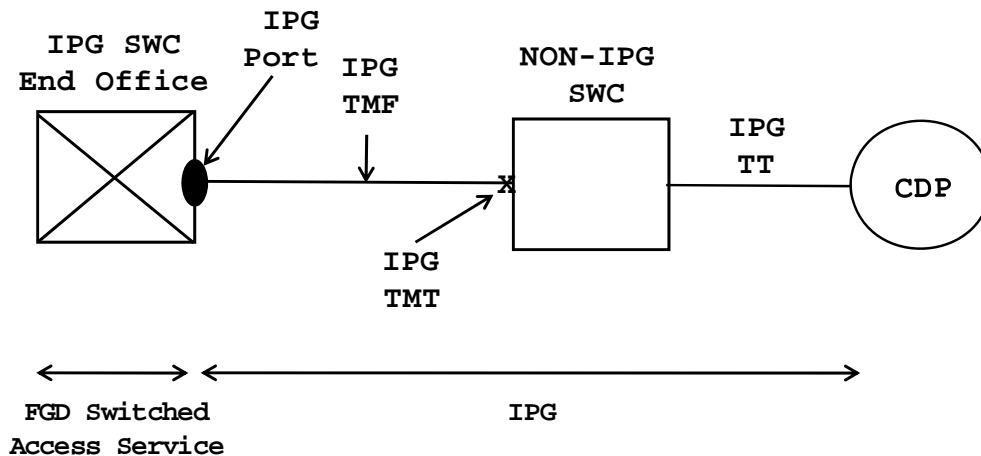 IPG SWC
End Office
IPG
Port
IPG
TMF
NON-IPG
SWC
IPG
TT
CDP
X
IPG
TMT
FGD Switched
Access Service
IPG